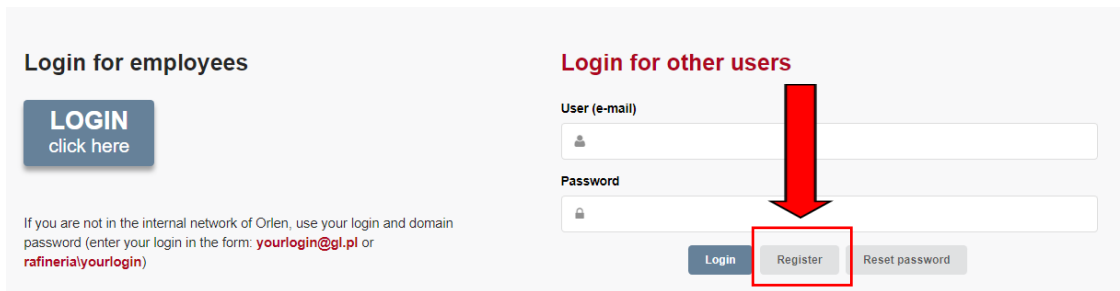 Login for employees
LOGIN
click here
If you are not in the internal network of Orlen, use your login and domain
password (enter your login in the form: yourlogin@gl.pl or
rafineria\yourlogin)
Login for other users
User (e-mail)
Password
Login Register Reset password